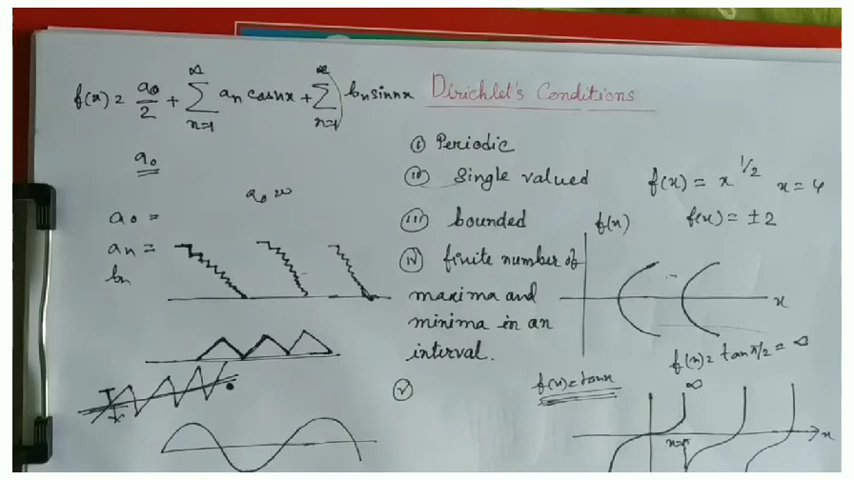 f(x) = a₀/2 + ∑ₙ₌₁^∞ aₙ cosnx + ∑ₙ₌₁^∞ bₙ sinnx
Dirichlet's Conditions
a₀
a₀ = ∞
a₀ =
aₙ =
bₙ
(i) Periodic
(ii) Single valued
f(x) = x^1/2 x = 4
(iii) bounded
f(x)
f(x) = ±2
(iv) finite number of
maxima and
minima in an
interval.
x
(v)
f(x) = tan π/2 = ∞
f(x) = tanx
∞
x